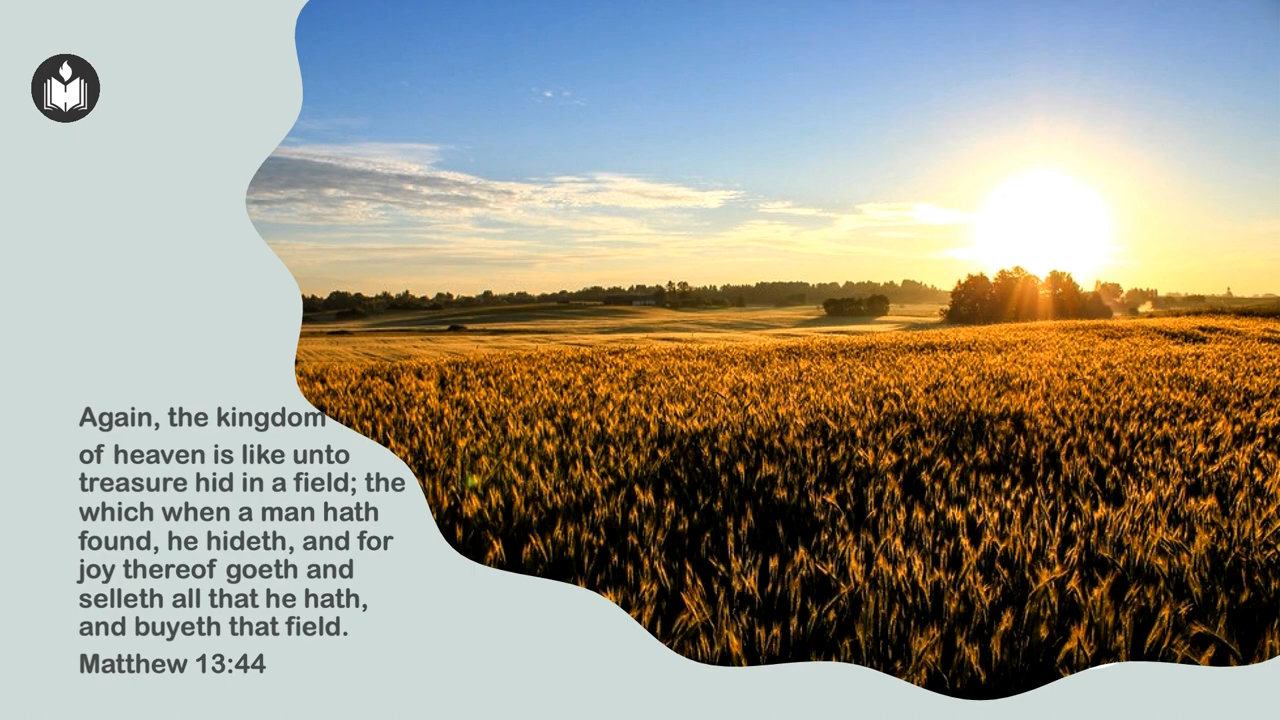 Again, the kingdom
of heaven is like unto
treasure hid in a field; the
which when a man hath
found, he hideth, and for
joy thereof goeth and
selleth all that he hath,
and buyeth that field.
Matthew 13:44